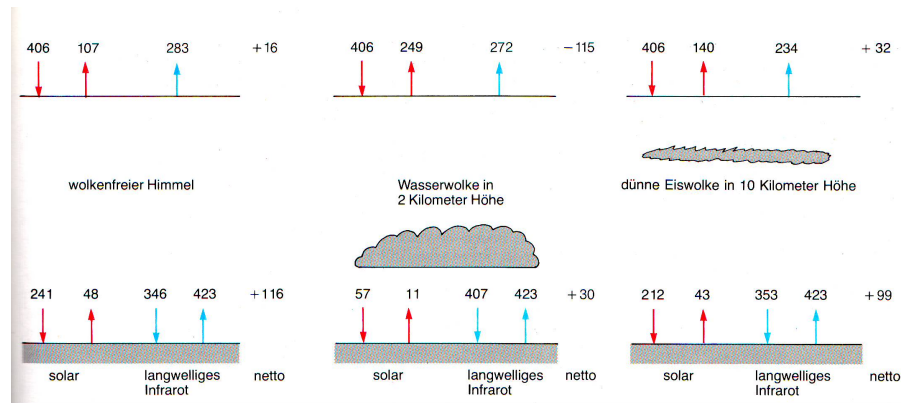 406 107 283 +16
406 249 272 −115
406 140 234 + 32
wolkenfreier Himmel
Wasserwolke in
2 Kilometer Höhe
dünne Eiswolke in 10 Kilometer Höhe
241 48 346 423 +116
57 11 407 423 +30
212 43 353 423 +99
solar langwelliges netto
Infrarot
solar langwelliges netto
Infrarot
solar langwelliges netto
Infrarot